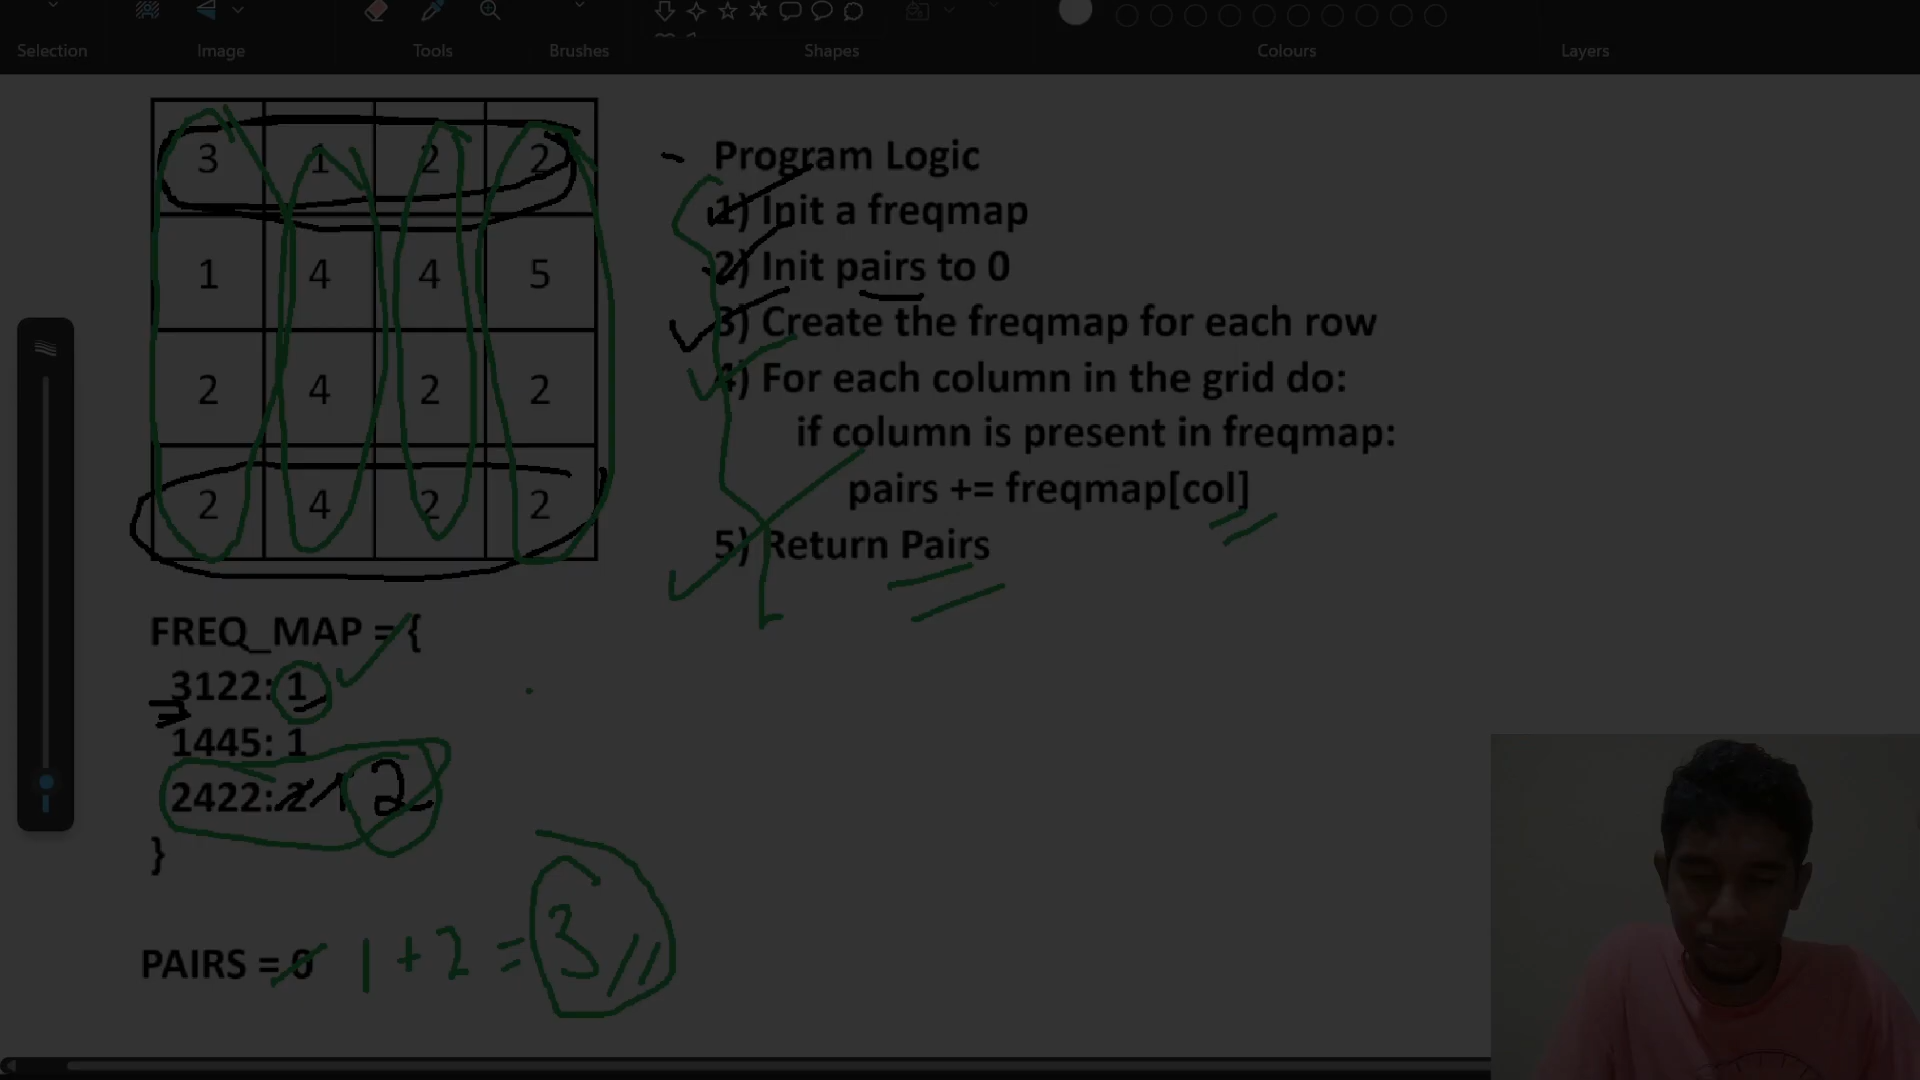 Selection Image Tools Brushes Shapes Colours Layers
3 1 2 2
1 4 4 5
2 4 2 2
2 4 2 2
Program Logic
1) Init a freqmap
2) Init pairs to 0
3) Create the freqmap for each row
4) For each column in the grid do:
if column is present in freqmap:
pairs += freqmap[col]
5) Return Pairs
FREQ_MAP = {
3122: 1
1445: 1
2422: 2 1 2
}
PAIRS = 0 1 + 2 = 3